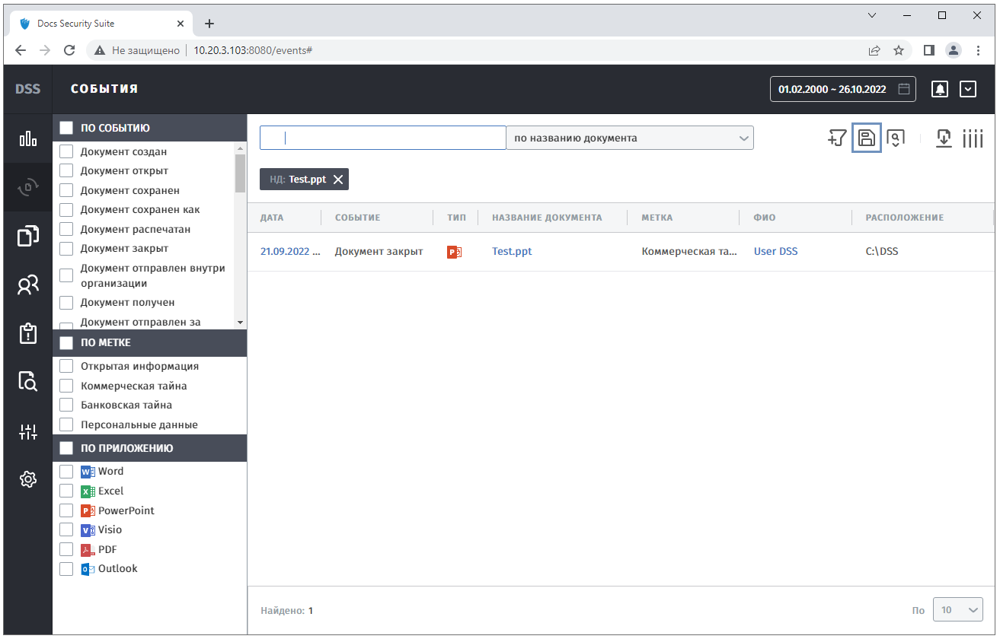 Docs Security Suite
Не защищено
10.20.3.103:8080/events#
DSS
СОБЫТИЯ
01.02.2000 ~ 26.10.2022
ПО СОБЫТИЮ
Документ создан
Документ открыт
Документ сохранен
Документ сохранен как
Документ распечатан
Документ закрыт
Документ отправлен внутри
организации
Документ получен
Документ отправлен за
ПО МЕТКЕ
Открытая информация
Коммерческая тайна
Банковская тайна
Персональные данные
ПО ПРИЛОЖЕНИЮ
Word
Excel
PowerPoint
Visio
PDF
Outlook
по названию документа
НД: Test.ppt
ДАТА СОБЫТИЕ ТИП НАЗВАНИЕ ДОКУМЕНТА МЕТКА ФИО РАСПОЛОЖЕНИЕ
21.09.2022 ... Документ закрыт Test.ppt Коммерческая та... User DSS C:\DSS
Найдено: 1
По 10